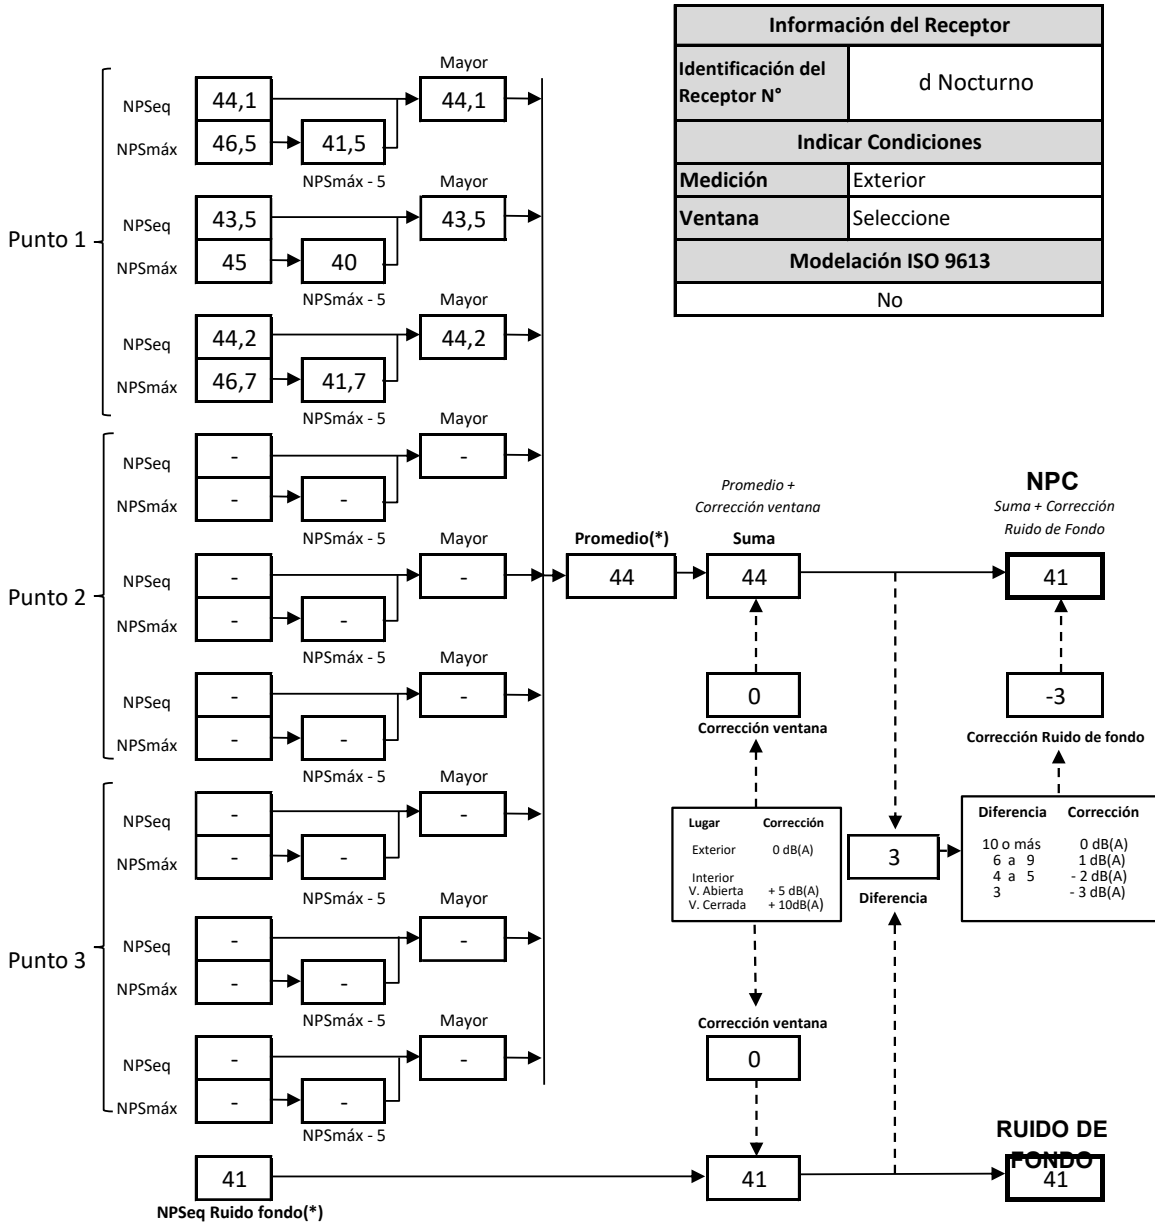 Información del Receptor
Identificación del
Receptor N°
d Nocturno
Indicar Condiciones
Medición
Exterior
Ventana
Seleccione
Modelación ISO 9613
No
Punto 1
Mayor
NPSeq
44,1
44,1
NPSmáx
46,5
41,5
NPSmáx - 5
Mayor
NPSeq
43,5
43,5
NPSmáx
45
40
NPSmáx - 5
Mayor
NPSeq
44,2
44,2
NPSmáx
46,7
41,7
NPSmáx - 5
Punto 2
Mayor
NPSeq
-
-
NPSmáx
-
-
NPSmáx - 5
Mayor
NPSeq
-
-
NPSmáx
-
-
NPSmáx - 5
Mayor
NPSeq
-
-
NPSmáx
-
-
NPSmáx - 5
Punto 3
Mayor
NPSeq
-
-
NPSmáx
-
-
NPSmáx - 5
Mayor
NPSeq
-
-
NPSmáx
-
-
NPSmáx - 5
Mayor
NPSeq
-
-
NPSmáx
-
-
NPSmáx - 5
41
NPSeq Ruido fondo(*)
Promedio(*)
44
Promedio +
Corrección ventana
Suma
44
0
Corrección ventana
Lugar Corrección
Exterior 0 dB(A)
Interior
V. Abierta + 5 dB(A)
V. Cerrada + 10dB(A)
Corrección ventana
0
41
3
Diferencia
NPC
Suma + Corrección
Ruido de Fondo
41
-3
Corrección Ruido de fondo
Diferencia Corrección
10 o más 0 dB(A)
6 a 9 1 dB(A)
4 a 5 - 2 dB(A)
3 - 3 dB(A)
RUIDO DE
FONDO
41